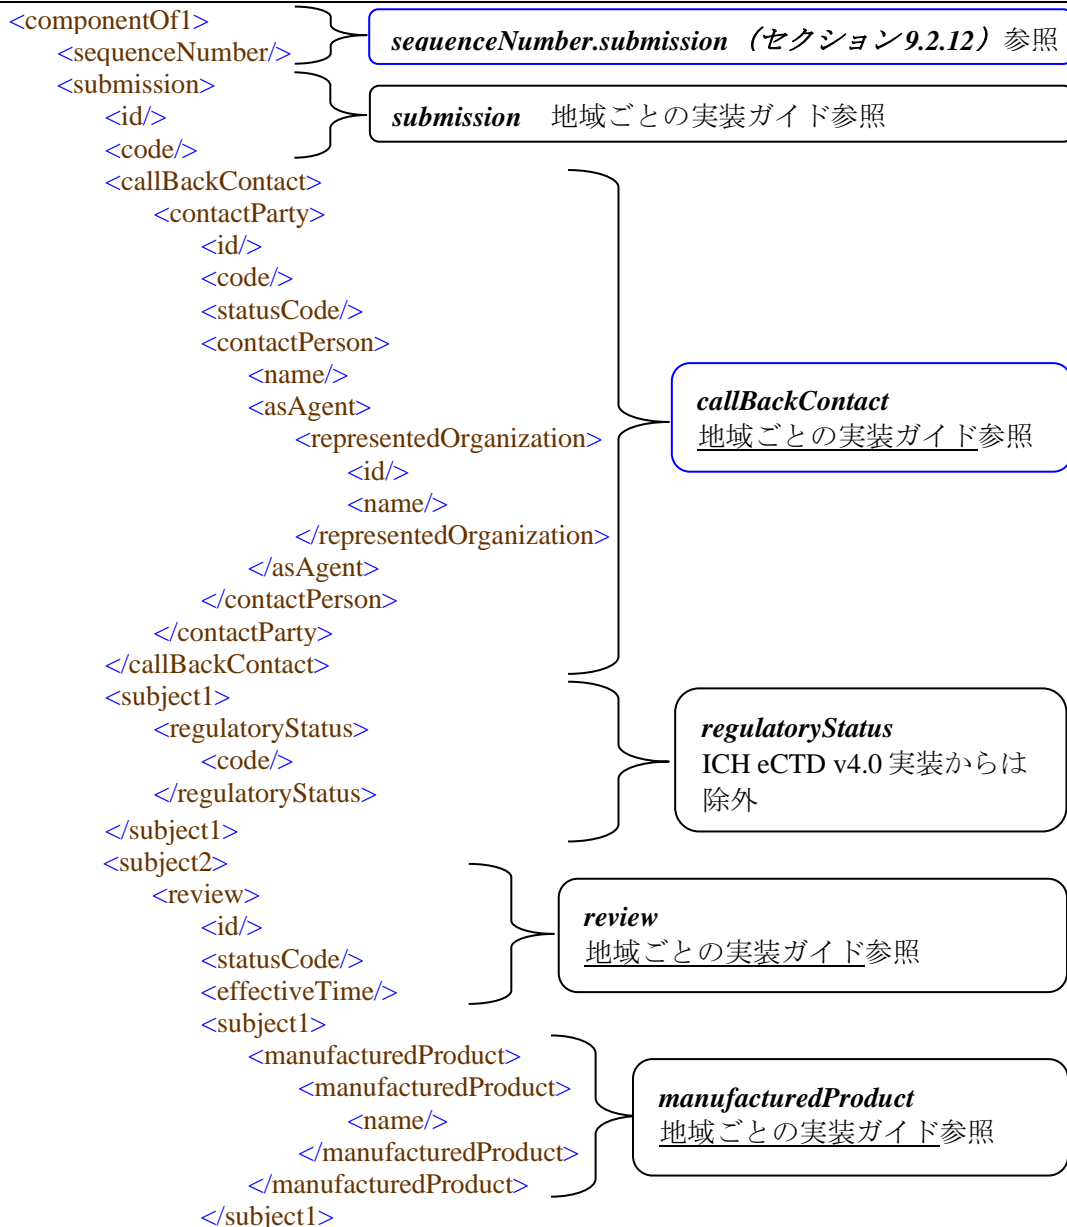 <componentOf1>
<sequenceNumber/>
sequenceNumber.submission（セクション9.2.12）参照
<submission>
<id/>
<code/>
submission　地域ごとの実装ガイド参照
<callBackContact>
<contactParty>
<id/>
<code/>
<statusCode/>
<contactPerson>
<name/>
<asAgent>
<representedOrganization>
<id/>
<name/>
</representedOrganization>
</asAgent>
</contactPerson>
</contactParty>
</callBackContact>
callBackContact
地域ごとの実装ガイド参照
<subject1>
<regulatoryStatus>
<code/>
</regulatoryStatus>
</subject1>
regulatoryStatus
ICH eCTD v4.0 実装からは
除外
<subject2>
<review>
<id/>
<statusCode/>
<effectiveTime/>
review
地域ごとの実装ガイド参照
<subject1>
<manufacturedProduct>
<manufacturedProduct>
<name/>
</manufacturedProduct>
</manufacturedProduct>
manufacturedProduct
地域ごとの実装ガイド参照
</subject1>